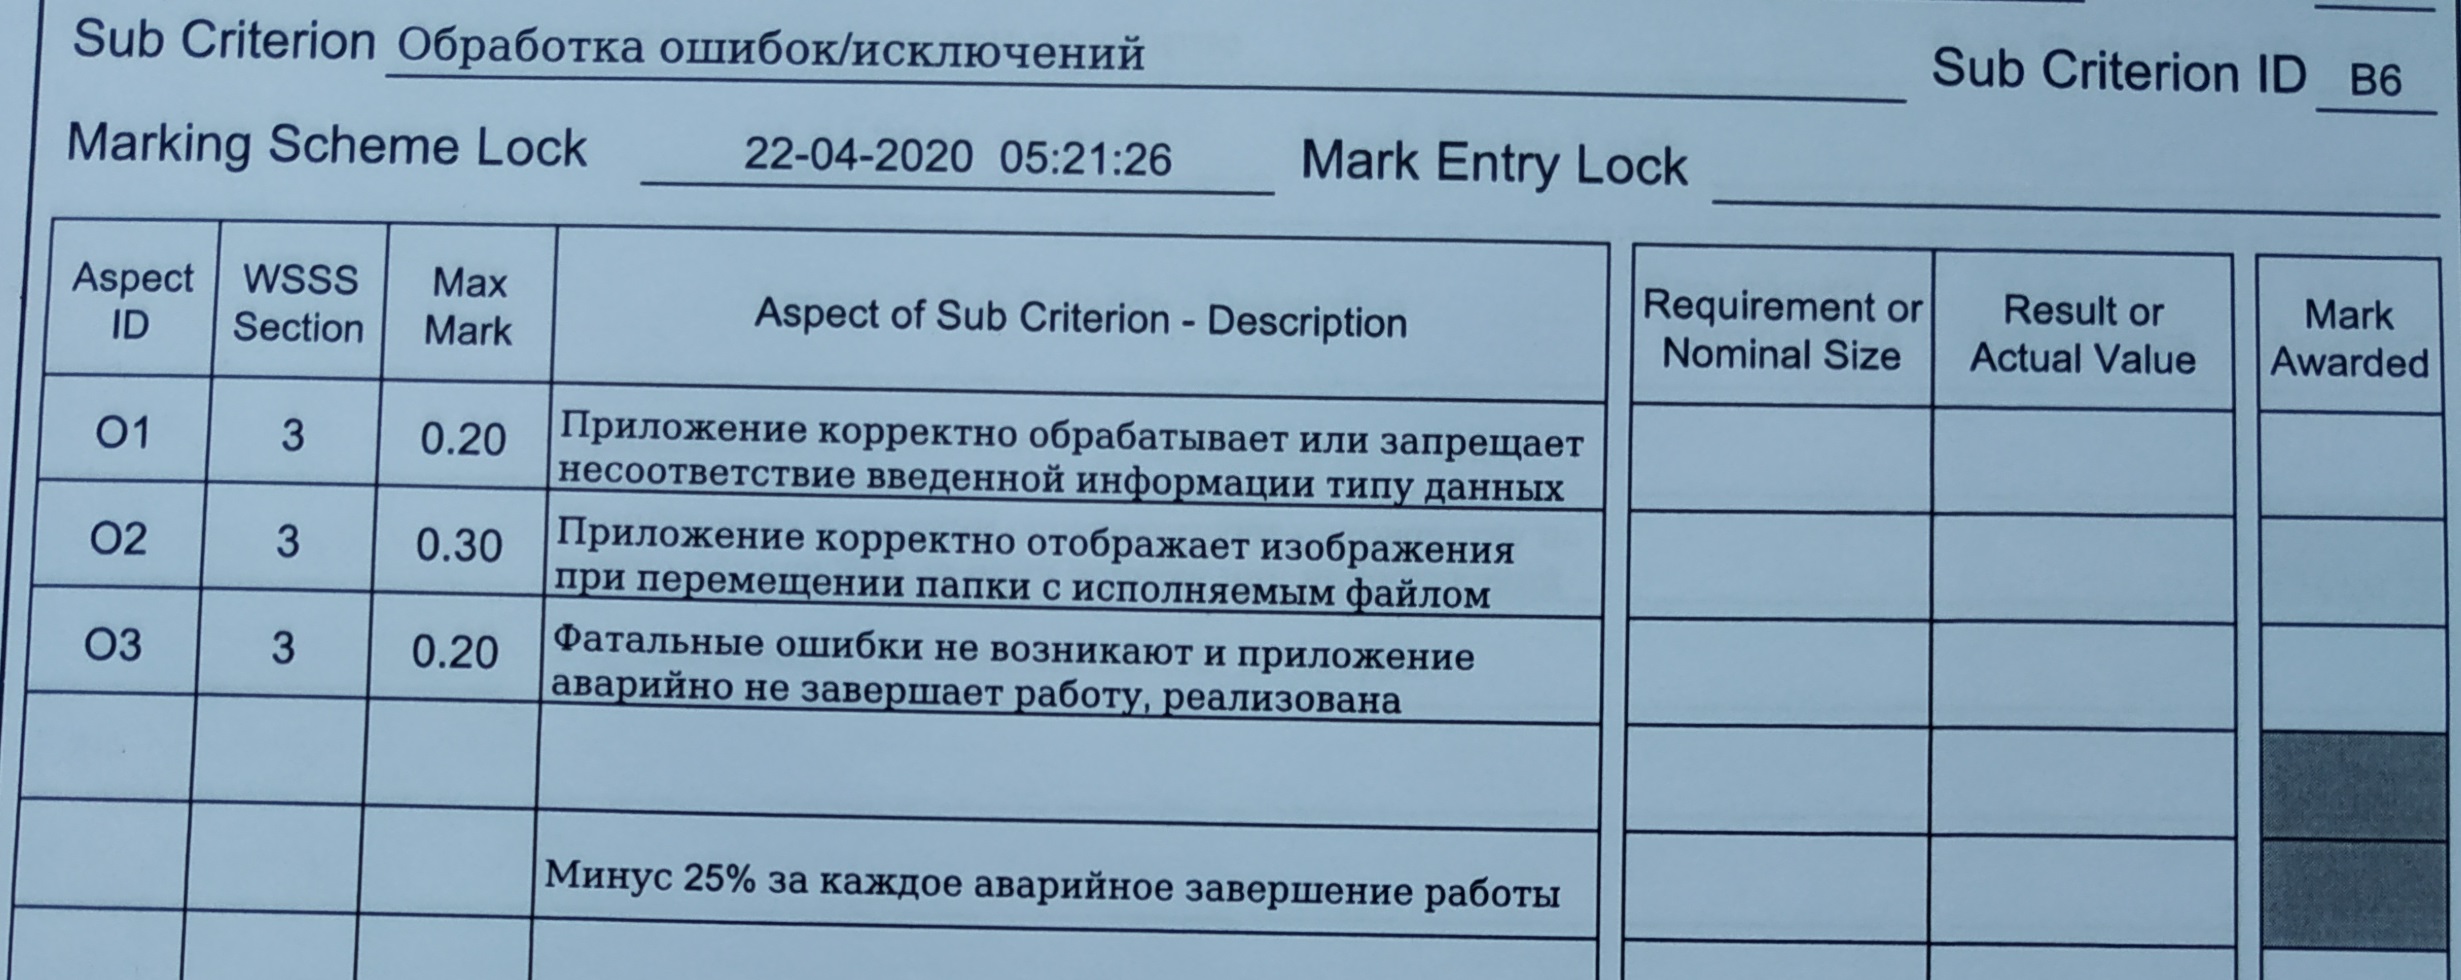 Sub Criterion Обработка ошибок/исключений Sub Criterion ID B6
Marking Scheme Lock 22-04-2020 05:21:26 Mark Entry Lock
Aspect ID WSSS Section Max Mark Aspect of Sub Criterion - Description Requirement or Nominal Size Result or Actual Value Mark Awarded
O1 3 0.20 Приложение корректно обрабатывает или запрещает
несоответствие введенной информации типу данных
O2 3 0.30 Приложение корректно отображает изображения
при перемещении папки с исполняемым файлом
O3 3 0.20 Фатальные ошибки не возникают и приложение
аварийно не завершает работу, реализована
Минус 25% за каждое аварийное завершение работы